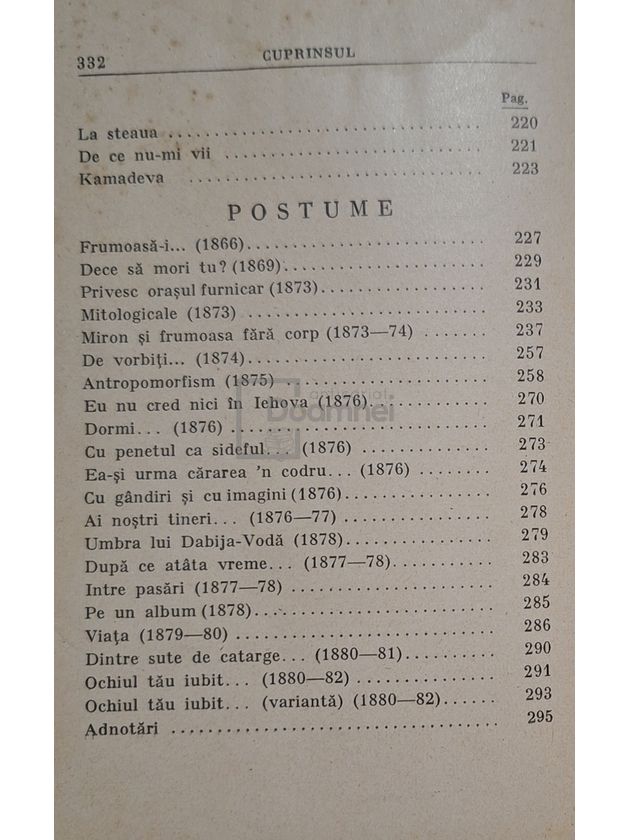 332 CUPRINSUL
Pag.
La steaua ................................ 220
De ce nu-mi vii ............................ 221
Kamadeva ................................ 223
POSTUME
Frumoasă-i... (1866)........................ 227
Dece să mori tu? (1869)..................... 229
Privesc orașul furnicar (1873)................. 231
Mitologicale (1873) ........................ 233
Miron și frumoasa fără corp (1873—74) ....... 237
De vorbiți... (1874)........................ 257
Antropomorfism (1875) ..................... 258
Eu nu cred nici în Iehova (1876)............. 270
Dormi... (1876) .......................... 271
Cu penetul ca sideful... (1876) .............. 273
Ea-și urma cărarea 'n codru... (1876) ........ 274
Cu gândiri și cu imagini (1876)................ 276
Ai noștri tineri... (1876—77) ................ 278
Umbra lui Dabija-Vodă (1878)................ 279
După ce atâta vreme... (1877—78)........... 283
Intre pasări (1877—78) ..................... 284
Pe un album (1878)........................ 285
Viața (1879—80) .......................... 286
Dintre sute de catarge... (1880—81).......... 290
Ochiul tău iubit... (1880—82) ............... 291
Ochiul tău iubit... (variantă) (1880—82)...... 293
Adnotări .................................. 295
antricariat
Doamnei